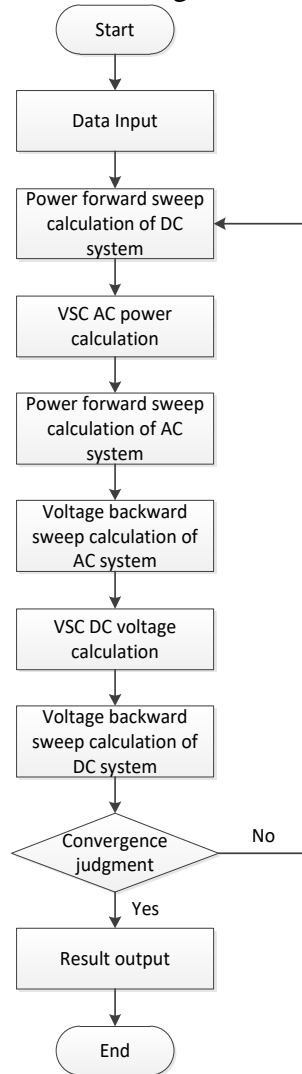 Start
Data Input
Power forward sweep
calculation of DC
system
VSC AC power
calculation
Power forward sweep
calculation of AC
system
Voltage backward
sweep calculation of
AC system
VSC DC voltage
calculation
Voltage backward
sweep calculation of
DC system
Convergence
judgment
No
Yes
Result output
End